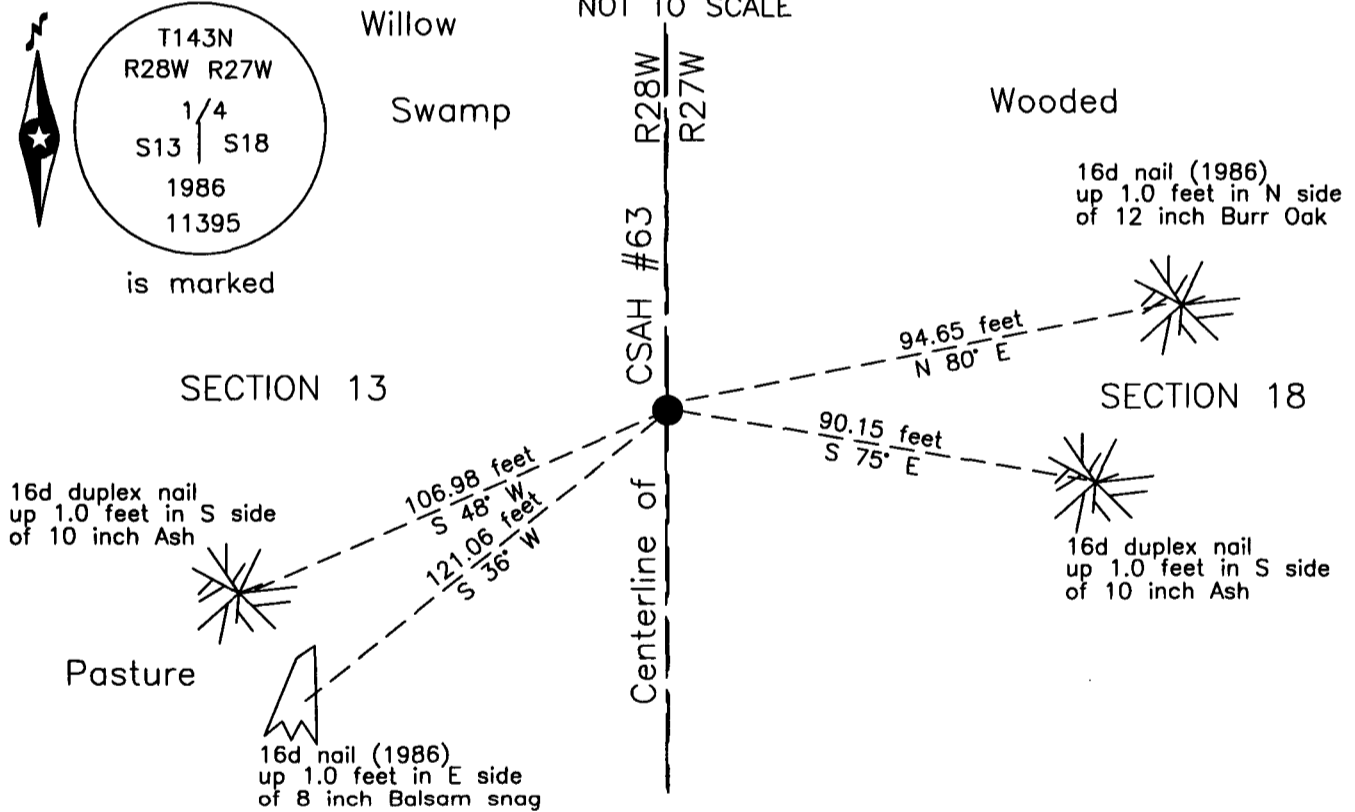 NOT TO SCALE
N
T143N
R28W R27W
1/4
S13 S18
1986
11395
is marked
Willow
Swamp
R28W
R27W
Wooded
16d nail (1986)
up 1.0 feet in N side
of 12 inch Burr Oak
CSAH #63
94.65 feet
N 80° E
SECTION 13
SECTION 18
90.15 feet
S 75° E
106.98 feet
S 48° W
121.06 feet
S 36° W
16d duplex nail
up 1.0 feet in S side
of 10 inch Ash
16d duplex nail
up 1.0 feet in S side
of 10 inch Ash
Centerline of
Pasture
16d nail (1986)
up 1.0 feet in E side
of 8 inch Balsam snag